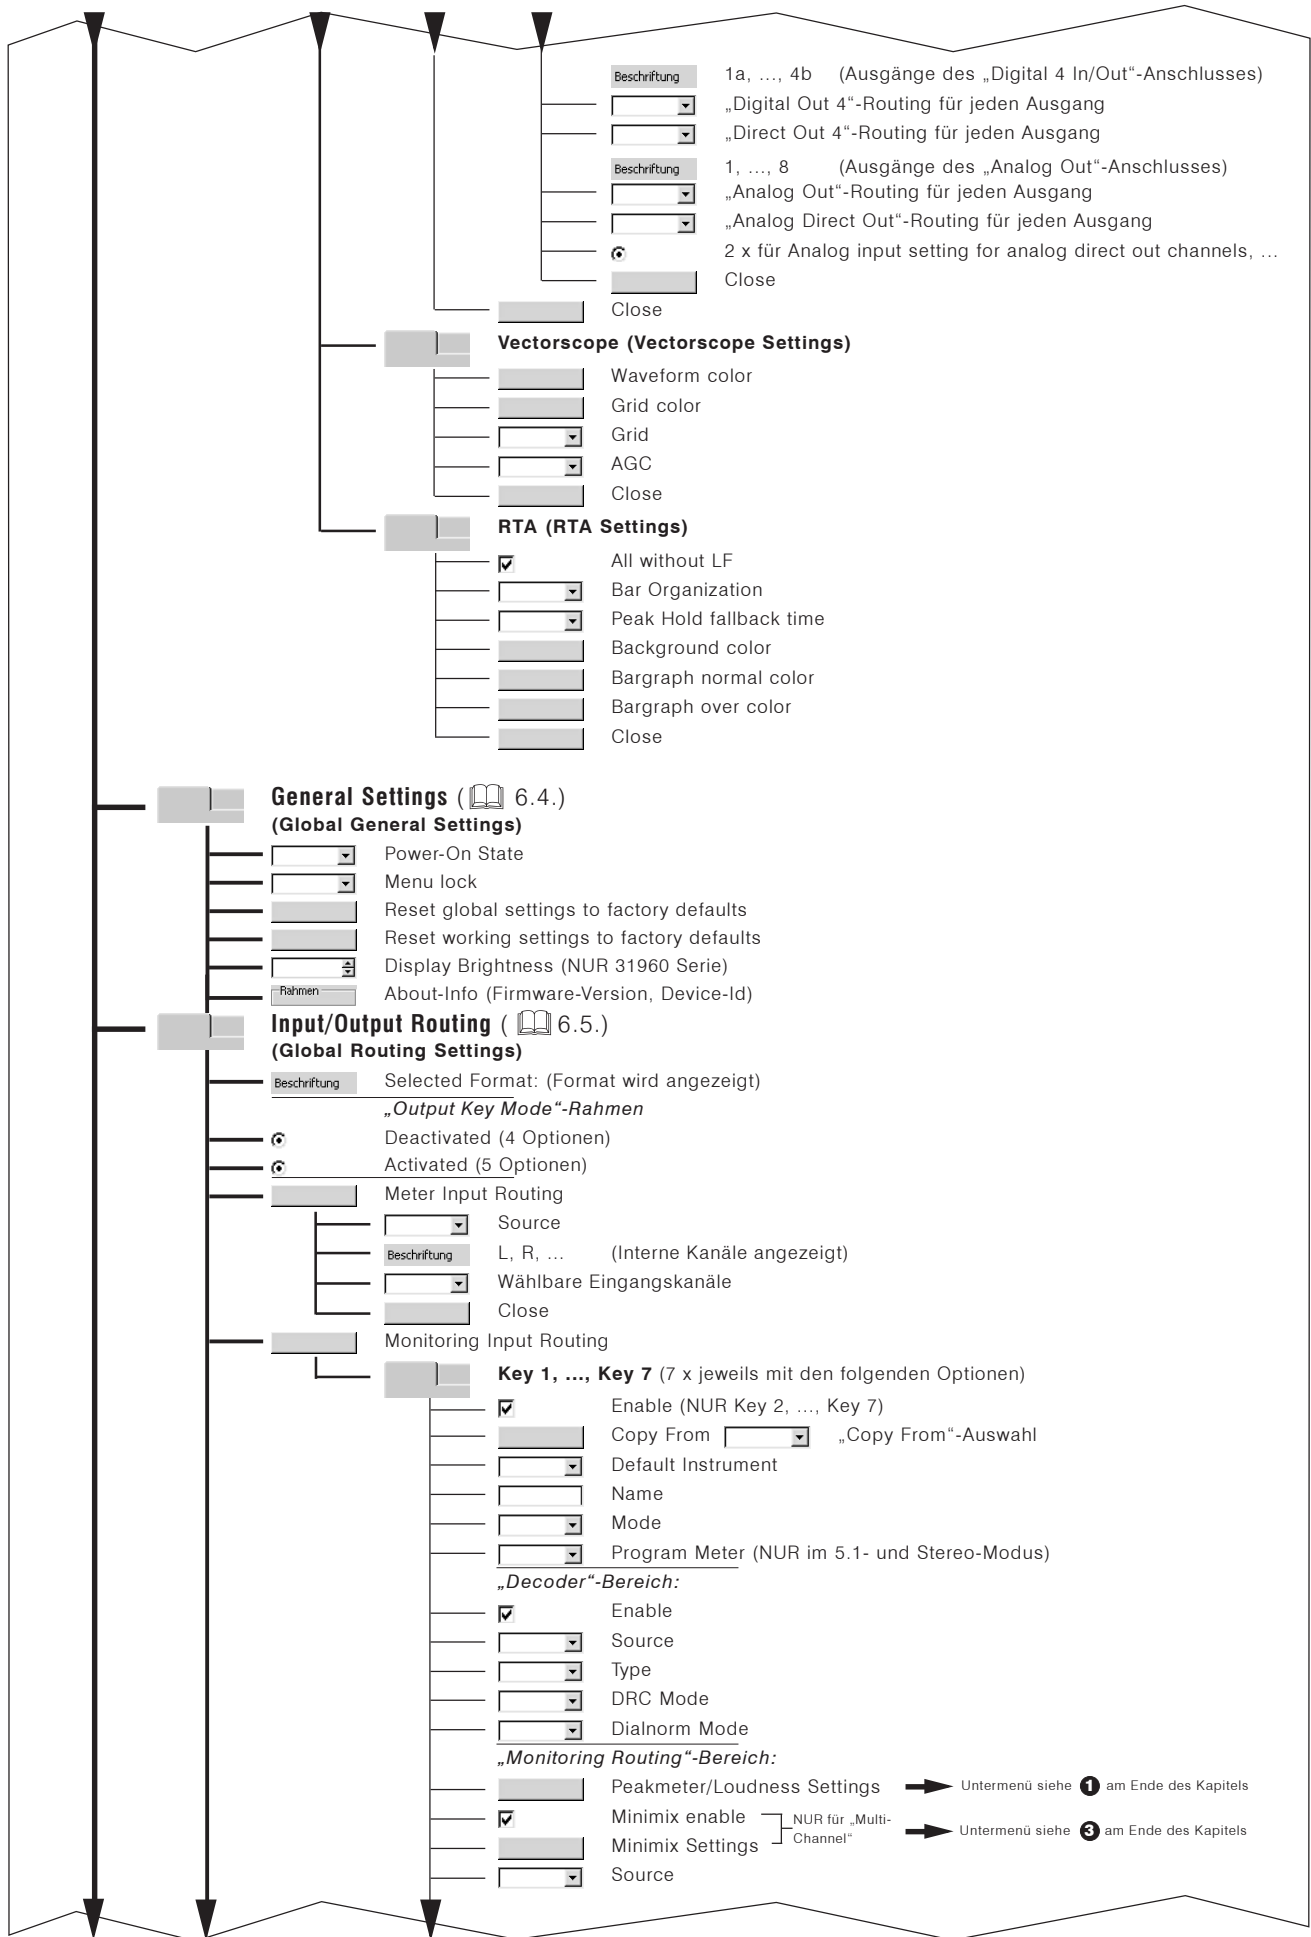 Beschriftung 1a, ..., 4b (Ausgänge des „Digital 4 In/Out“-Anschlusses)
„Digital Out 4“-Routing für jeden Ausgang
„Direct Out 4“-Routing für jeden Ausgang
Beschriftung 1, ..., 8 (Ausgänge des „Analog Out“-Anschlusses)
„Analog Out“-Routing für jeden Ausgang
„Analog Direct Out“-Routing für jeden Ausgang
2 x für Analog input setting for analog direct out channels, ...
Close
Close
Vectorscope (Vectorscope Settings)
Waveform color
Grid color
Grid
AGC
Close
RTA (RTA Settings)
All without LF
Bar Organization
Peak Hold fallback time
Background color
Bargraph normal color
Bargraph over color
Close
General Settings ( 6.4.)
(Global General Settings)
Power-On State
Menu lock
Reset global settings to factory defaults
Reset working settings to factory defaults
Display Brightness (NUR 31960 Serie)
Rahmen About-Info (Firmware-Version, Device-Id)
Input/Output Routing ( 6.5.)
(Global Routing Settings)
Beschriftung Selected Format: (Format wird angezeigt)
„Output Key Mode“-Rahmen
Deactivated (4 Optionen)
Activated (5 Optionen)
Meter Input Routing
Source
Beschriftung L, R, ... (Interne Kanäle angezeigt)
Wählbare Eingangskanäle
Close
Monitoring Input Routing
Key 1, ..., Key 7 (7 x jeweils mit den folgenden Optionen)
Enable (NUR Key 2, ..., Key 7)
Copy From „Copy From“-Auswahl
Default Instrument
Name
Mode
Program Meter (NUR im 5.1- und Stereo-Modus)
„Decoder“-Bereich:
Enable
Source
Type
DRC Mode
Dialnorm Mode
„Monitoring Routing“-Bereich:
Peakmeter/Loudness Settings Untermenü siehe 1 am Ende des Kapitels
Minimix enable NUR für „Multi-
Channel“ Untermenü siehe 3 am Ende des Kapitels
Minimix Settings
Source